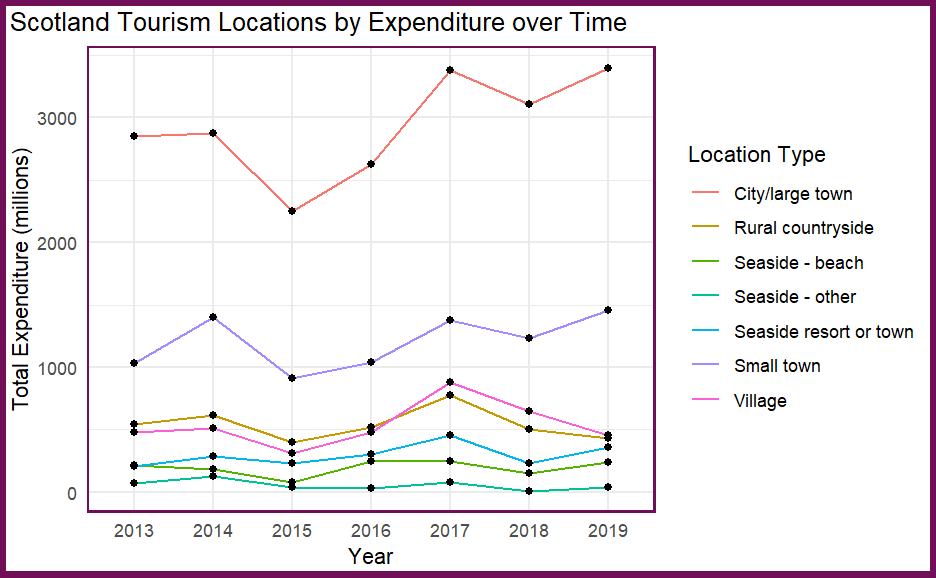 Scotland Tourism Locations by Expenditure over Time
Total Expenditure (millions)
3000
2000
1000
0
2013 2014 2015 2016 2017 2018 2019
Year
Location Type
City/large town
Rural countryside
Seaside - beach
Seaside - other
Seaside resort or town
Small town
Village